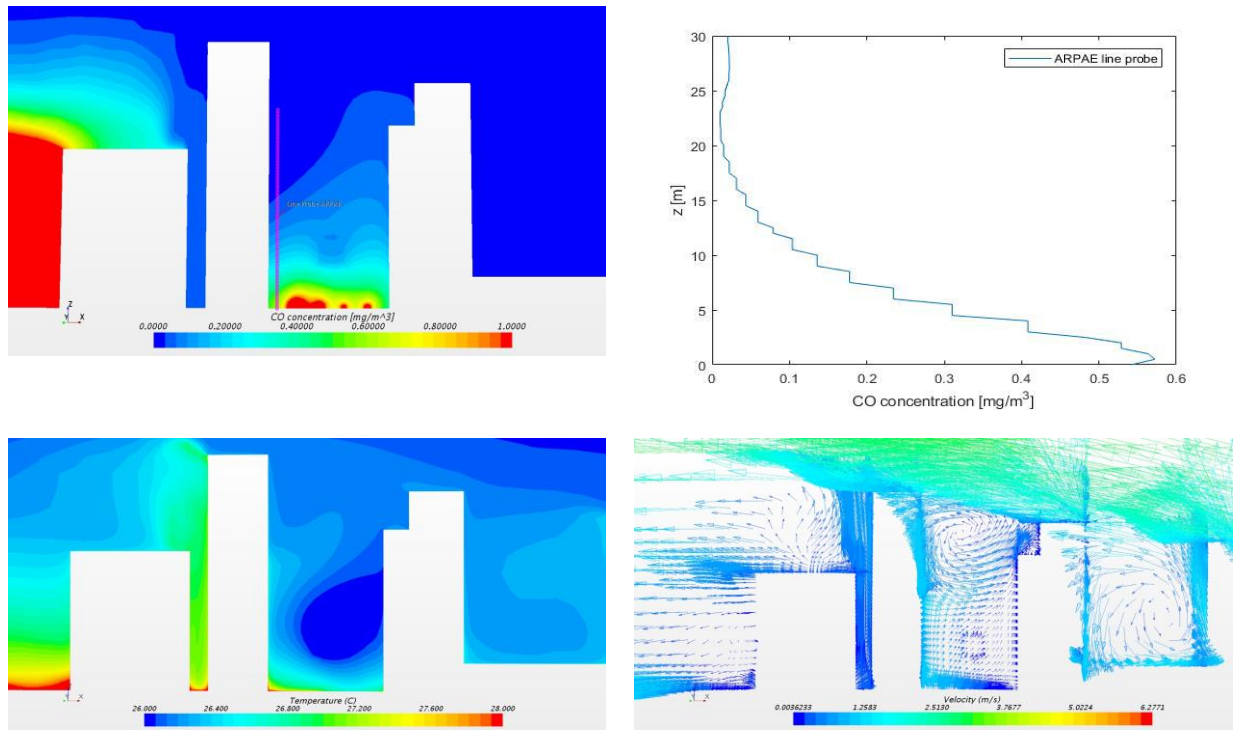 Line Probe ARPAE
Z
Y X
CO concentration [mg/m^3]
0.0000 0.20000 0.40000 0.60000 0.80000 1.0000
30
ARPAE line probe
25
20
z [m]
15
10
5
0
0 0.1 0.2 0.3 0.4 0.5 0.6
CO concentration [mg/m3]
Y X
Temperature (C)
26.000 26.400 26.800 27.200 27.600 28.000
Y X
Velocity (m/s)
0.0036233 1.2583 2.5130 3.7677 5.0224 6.2771